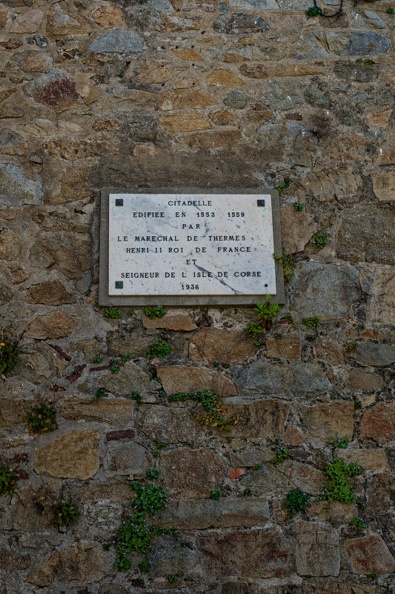 CITADELLE
EDIFIEE EN 1553 1559
PAR
LE MARECHAL DE THERMES
HENRI II ROI DE FRANCE
ET
SEIGNEUR DE L ISLE DE CORSE
1936